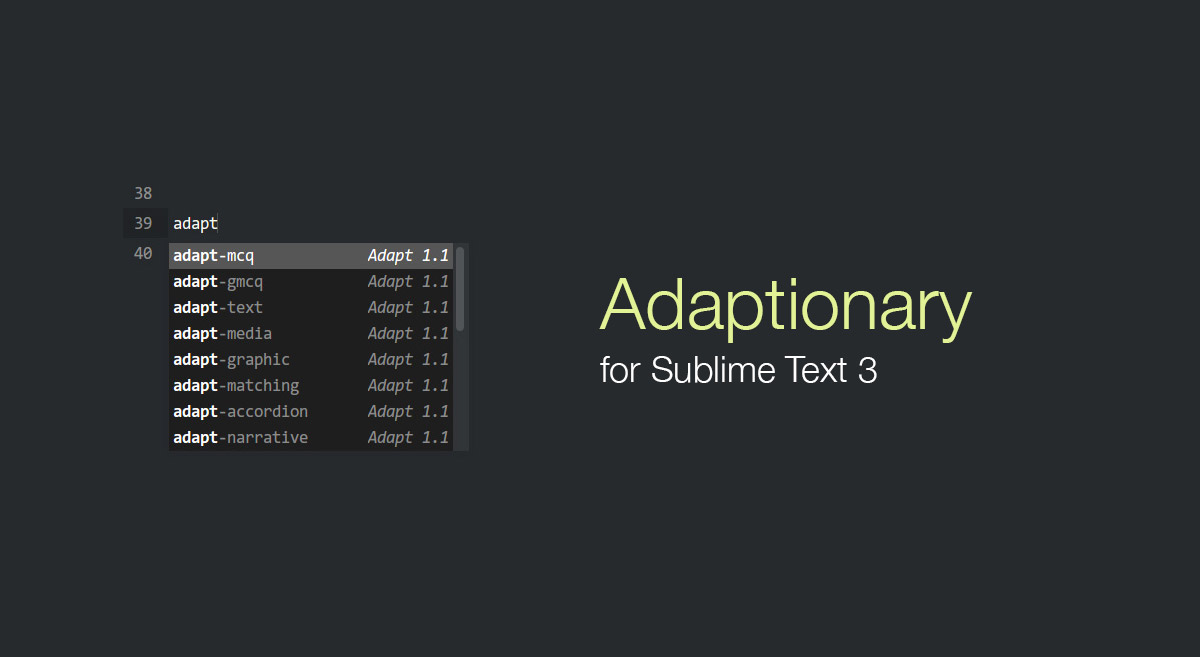 38
39 adapt
40
adapt-mcq Adapt 1.1
adapt-gmcq Adapt 1.1
adapt-text Adapt 1.1
adapt-media Adapt 1.1
adapt-graphic Adapt 1.1
adapt-matching Adapt 1.1
adapt-accordion Adapt 1.1
adapt-narrative Adapt 1.1
Adaptionary
for Sublime Text 3